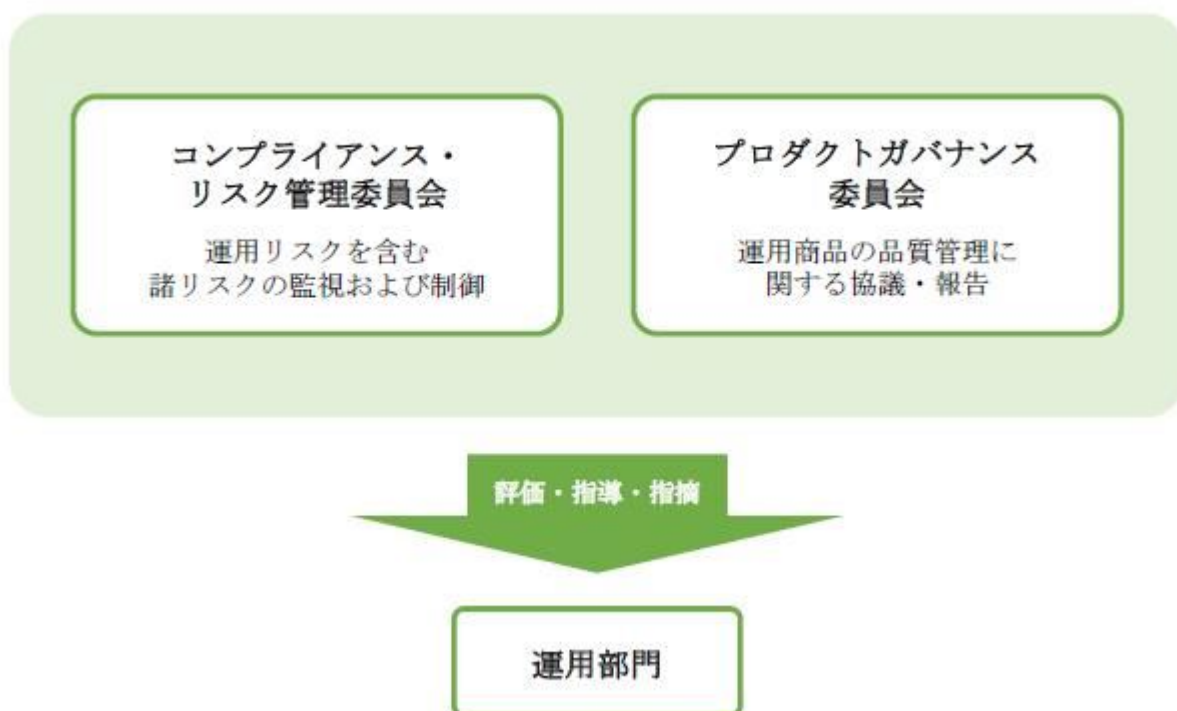 コンプライアンス・
リスク管理委員会
運用リスクを含む
諸リスクの監視および制御
プロダクトガバナンス
委員会
運用商品の品質管理に
関する協議・報告
評価・指導・指摘
運用部門